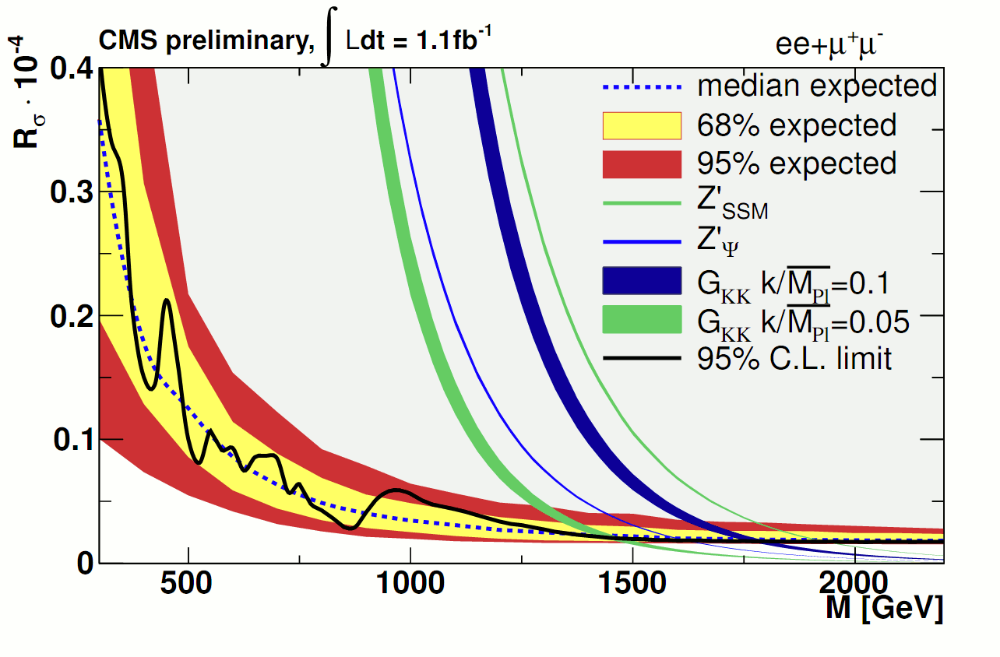 CMS preliminary, ∫ Ldt = 1.1fb⁻¹
ee+μ⁺μ⁻
R_σ · 10⁻⁴
0.4
0.3
0.2
0.1
0
median expected
68% expected
95% expected
Z'_SSM
Z'_Ψ
G_KK k/M̅_Pl=0.1
G_KK k/M̅_Pl=0.05
95% C.L. limit
500 1000 1500 2000
M [GeV]